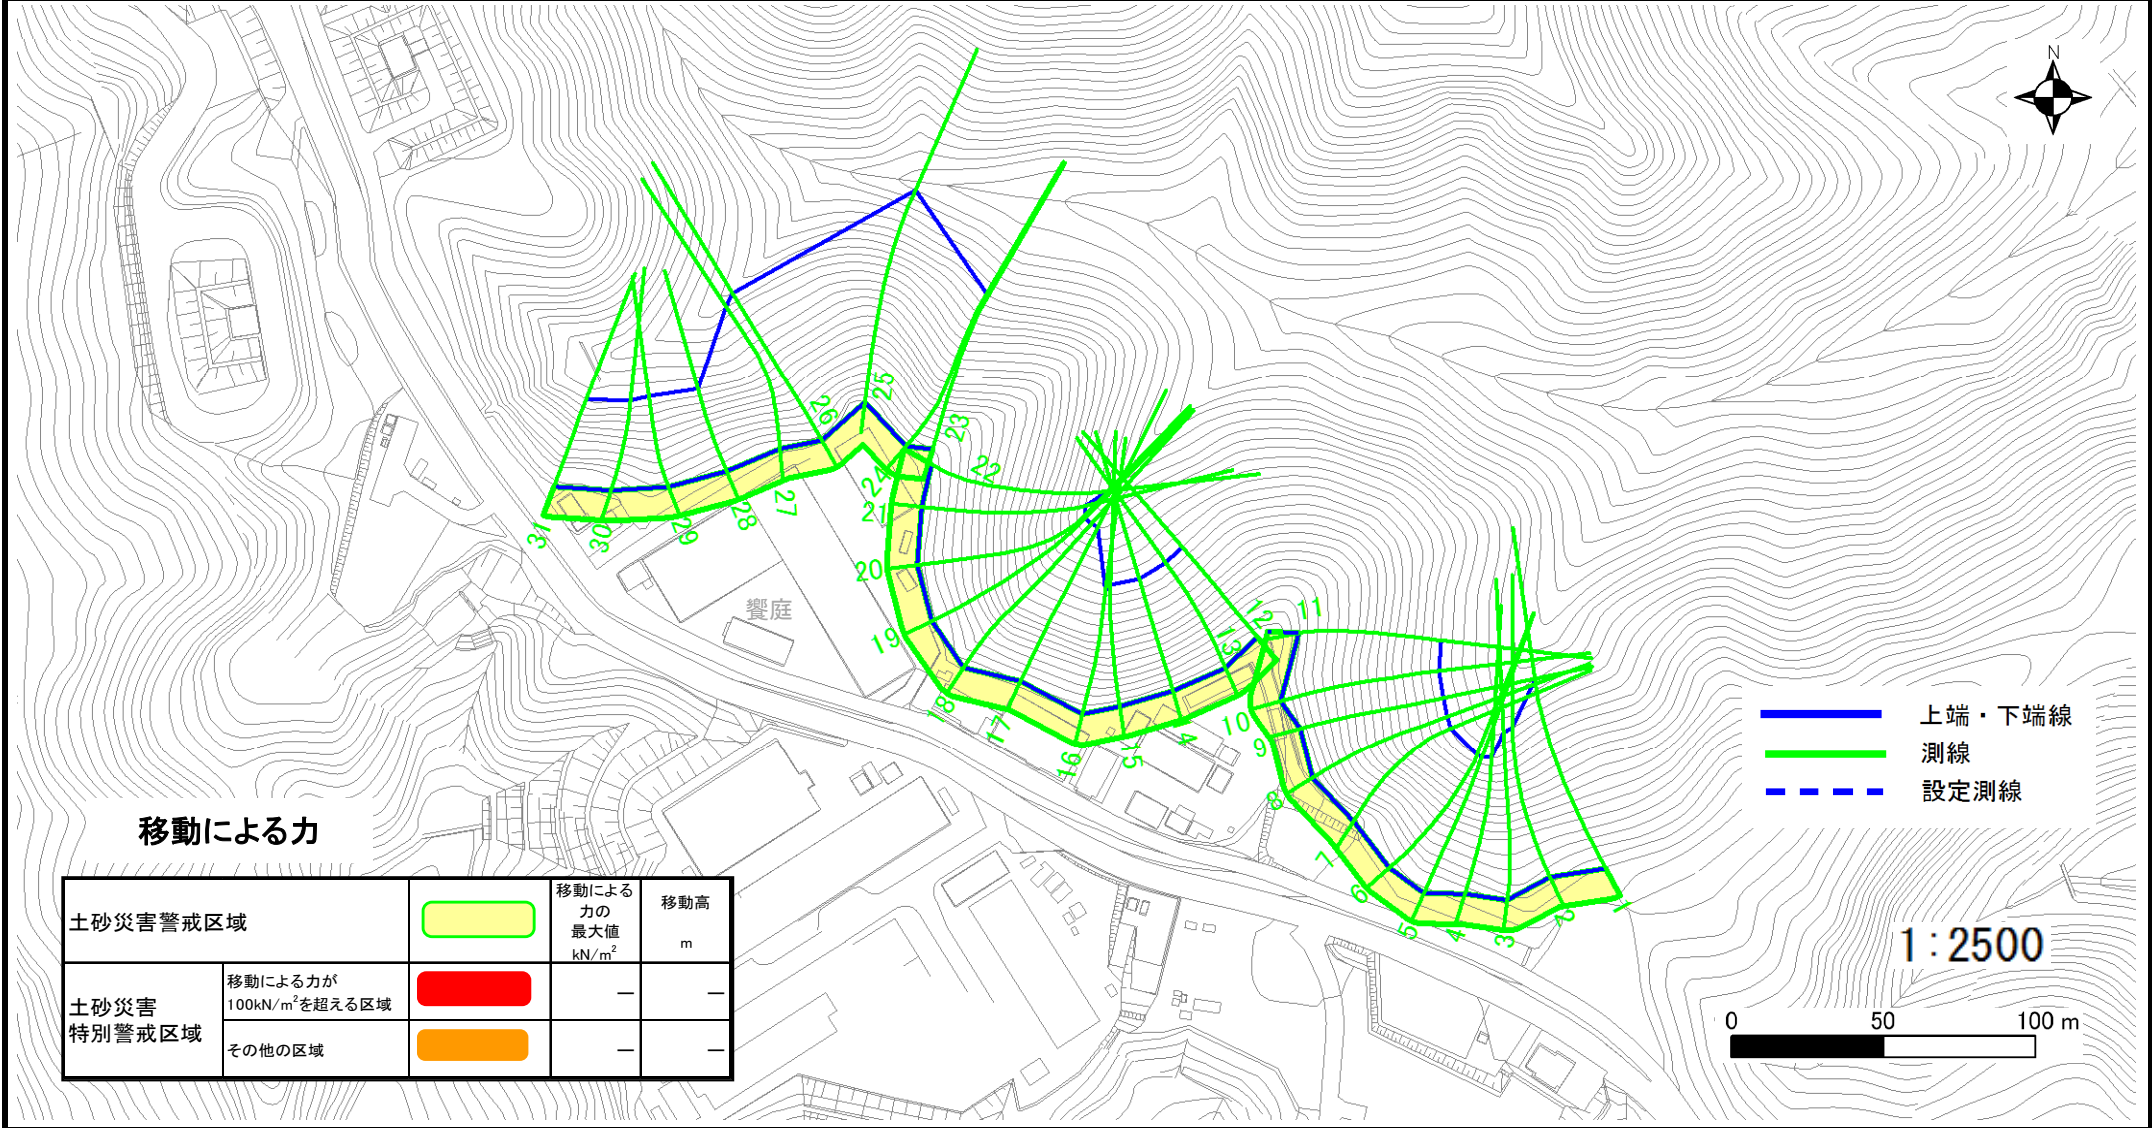 N
25
26
23
22
24
21
31
30
29
28
27
20
饗庭
19
18
17
16
15
14
13
12
11
10
9
8
7
6
5
4
3
2
1
上端・下端線
測線
設定測線
移動による力
土砂災害警戒区域
移動による
力の
最大値
kN/m²
移動高
m
土砂災害
特別警戒区域
移動による力が
100kN/m²を超える区域
—
—
その他の区域
—
—
1:2500
0 50 100 m